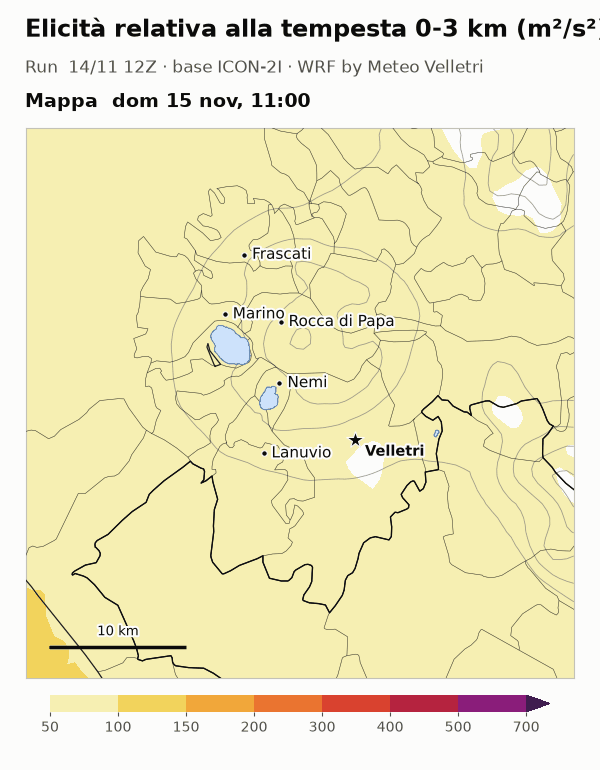 Elicità relativa alla tempesta 0-3 km (m²/s²)
Run 14/11 12Z · base ICON-2I · WRF by Meteo Velletri
Mappa dom 15 nov, 11:00
Frascati
Marino
Rocca di Papa
Nemi
Velletri
Lanuvio
10 km
50 100 150 200 300 400 500 700